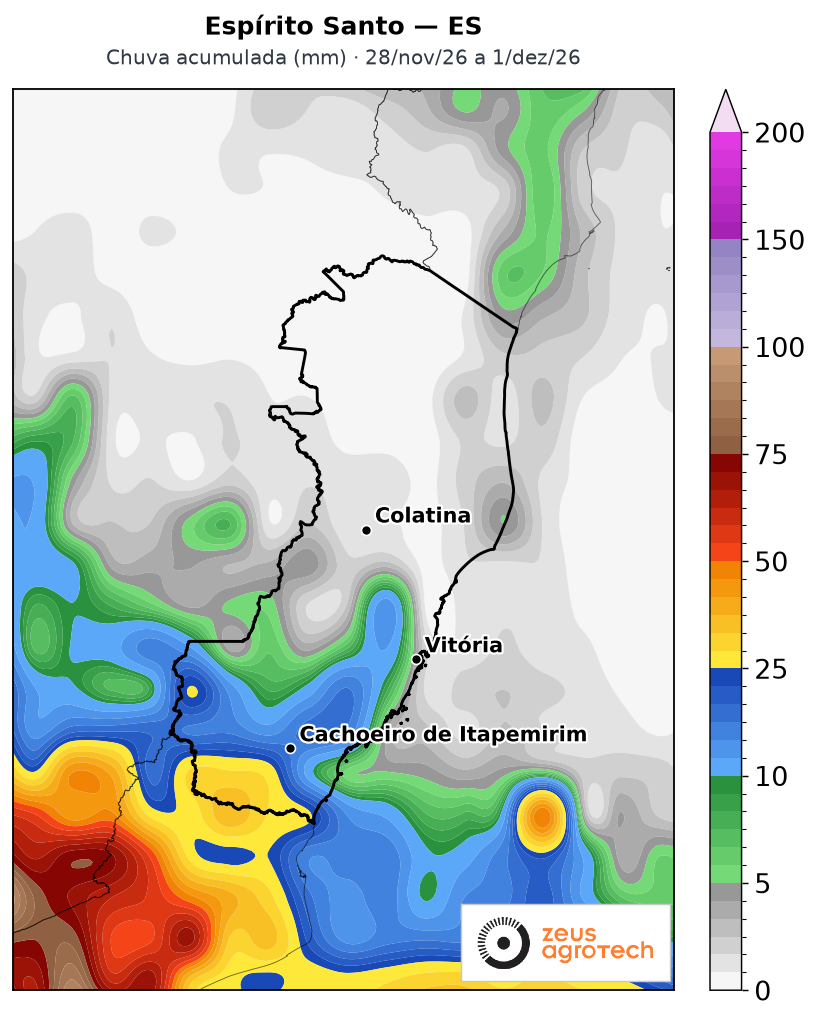 Espírito Santo — ES
Chuva acumulada (mm) · 28/nov/26 a 1/dez/26
200
150
100
75
50
25
10
5
0
Colatina
Vitória
Cachoeiro de Itapemirim
zeus
agrotech